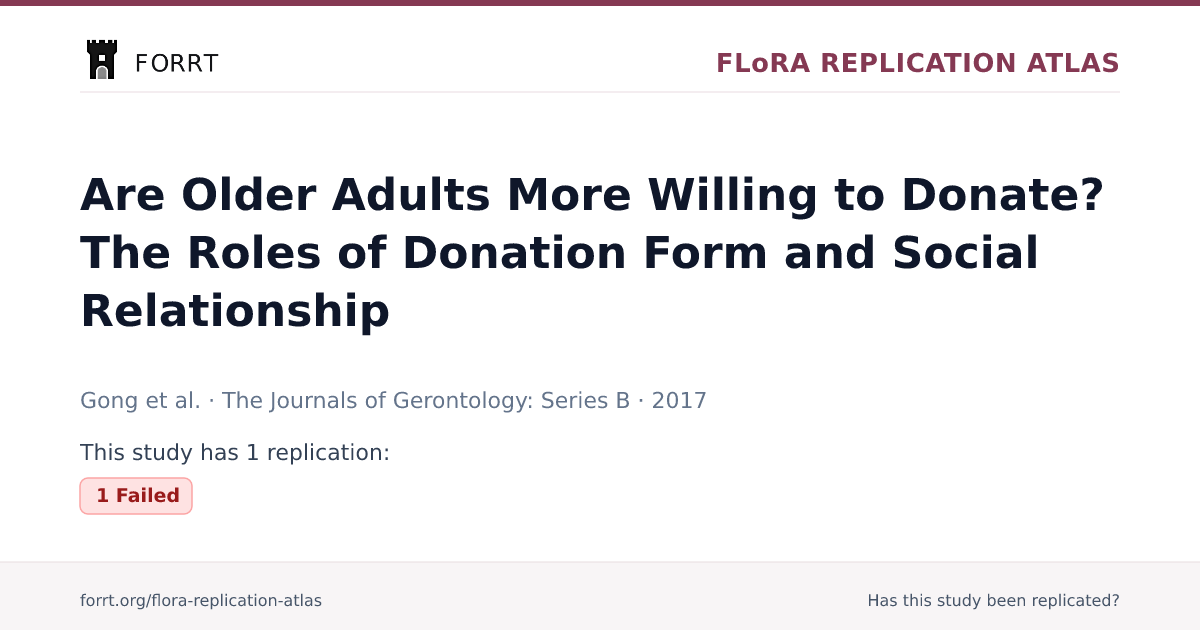 FORRT
FLoRA REPLICATION ATLAS
Are Older Adults More Willing to Donate?
The Roles of Donation Form and Social
Relationship
Gong et al. · The Journals of Gerontology: Series B · 2017
This study has 1 replication:
1 Failed
forrt.org/flora-replication-atlas
Has this study been replicated?